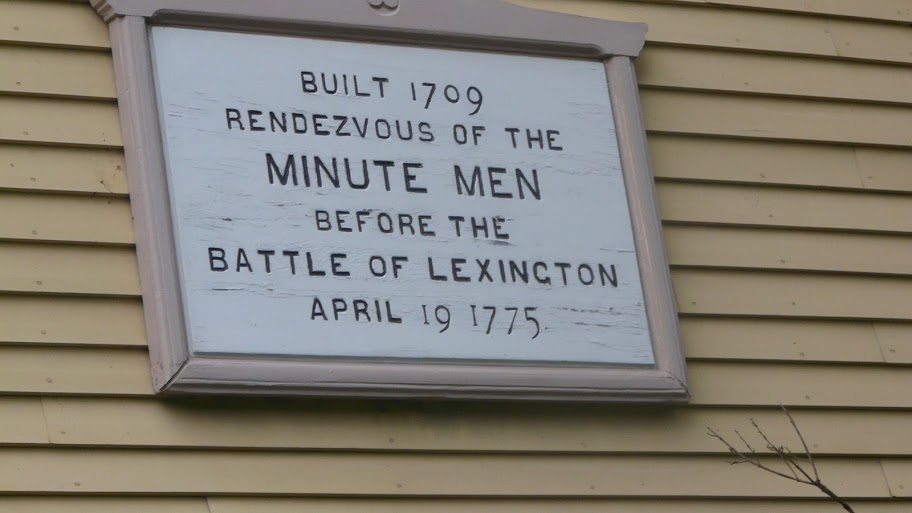 BUILT 1709
RENDEZVOUS OF THE
MINUTE MEN
BEFORE THE
BATTLE OF LEXINGTON
APRIL 19 1775.